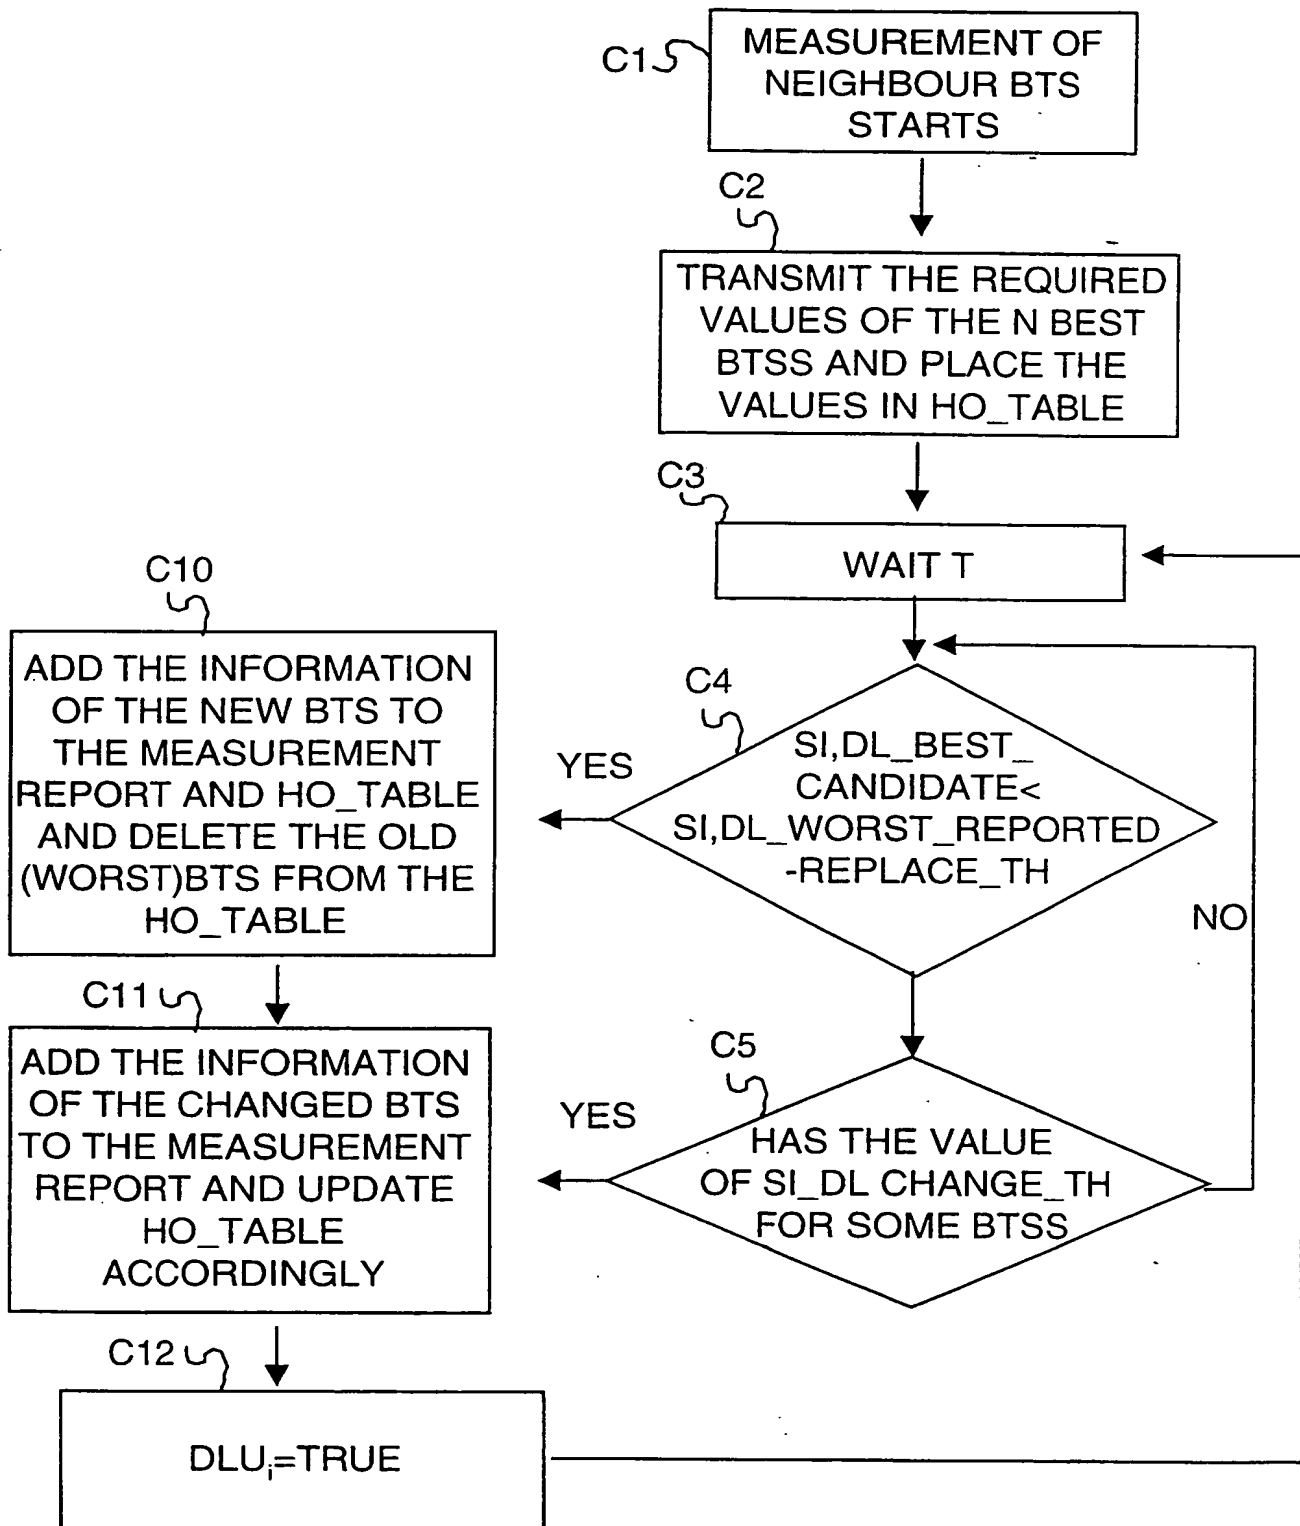 C1
MEASUREMENT OF
NEIGHBOUR BTS
STARTS
C2
TRANSMIT THE REQUIRED
VALUES OF THE N BEST
BTSS AND PLACE THE
VALUES IN HO_TABLE
C3
WAIT T
C4
SI,DL_BEST_
CANDIDATE<
SI,DL_WORST_REPORTED
-REPLACE_TH
YES
NO
C10
ADD THE INFORMATION
OF THE NEW BTS TO
THE MEASUREMENT
REPORT AND HO_TABLE
AND DELETE THE OLD
(WORST)BTS FROM THE
HO_TABLE
C5
HAS THE VALUE
OF SI_DL CHANGE_TH
FOR SOME BTSS
YES
C11
ADD THE INFORMATION
OF THE CHANGED BTS
TO THE MEASUREMENT
REPORT AND UPDATE
HO_TABLE
ACCORDINGLY
C12
DLUi=TRUE